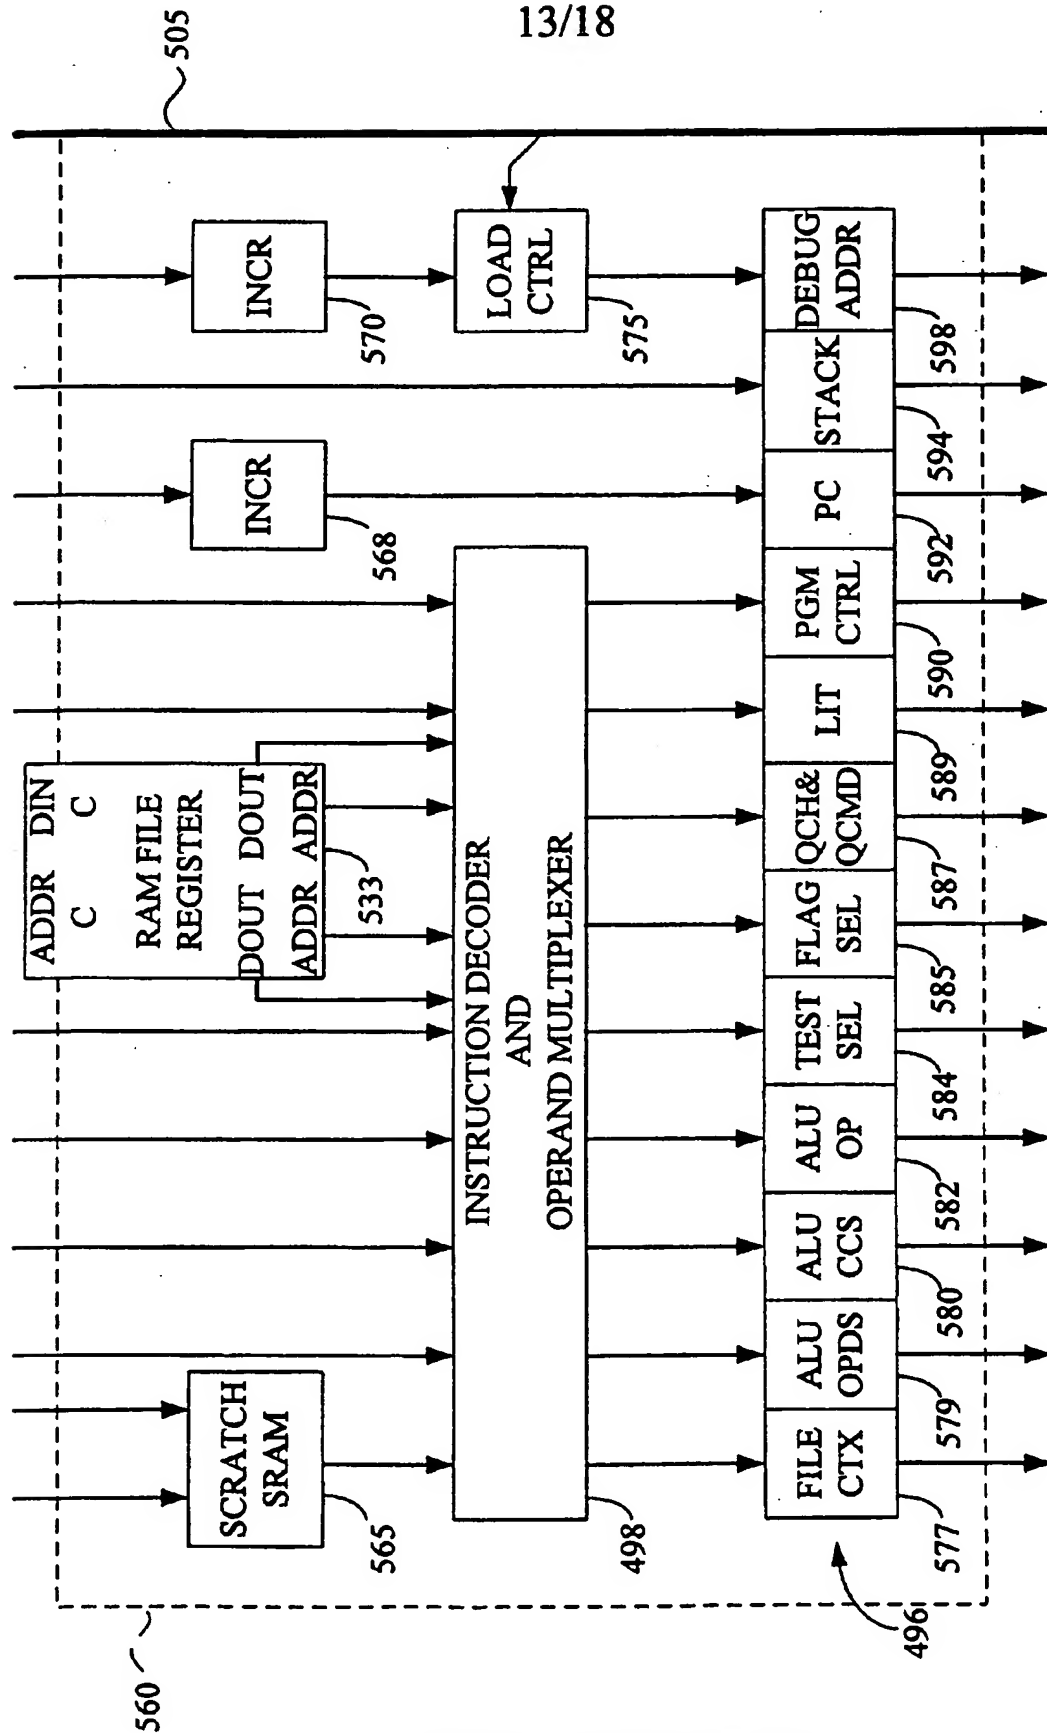 13/18
505
560
ADDR DIN
C C
RAM FILE
REGISTER
DOUT DOUT
ADDR ADDR
533
SCRATCH
SRAM
565
INCR
568
INCR
570
LOAD
CTRL
575
INSTRUCTION DECODER
AND
OPERAND MULTIPLEXER
498
FILE
CTX
577
ALU
OPDS
579
ALU
CCS
580
ALU
OP
582
TEST
SEL
584
FLAG
SEL
585
QCH&
QCMD
587
LIT
589
PGM
CTRL
590
PC
592
STACK
594
DEBUG
ADDR
598
496